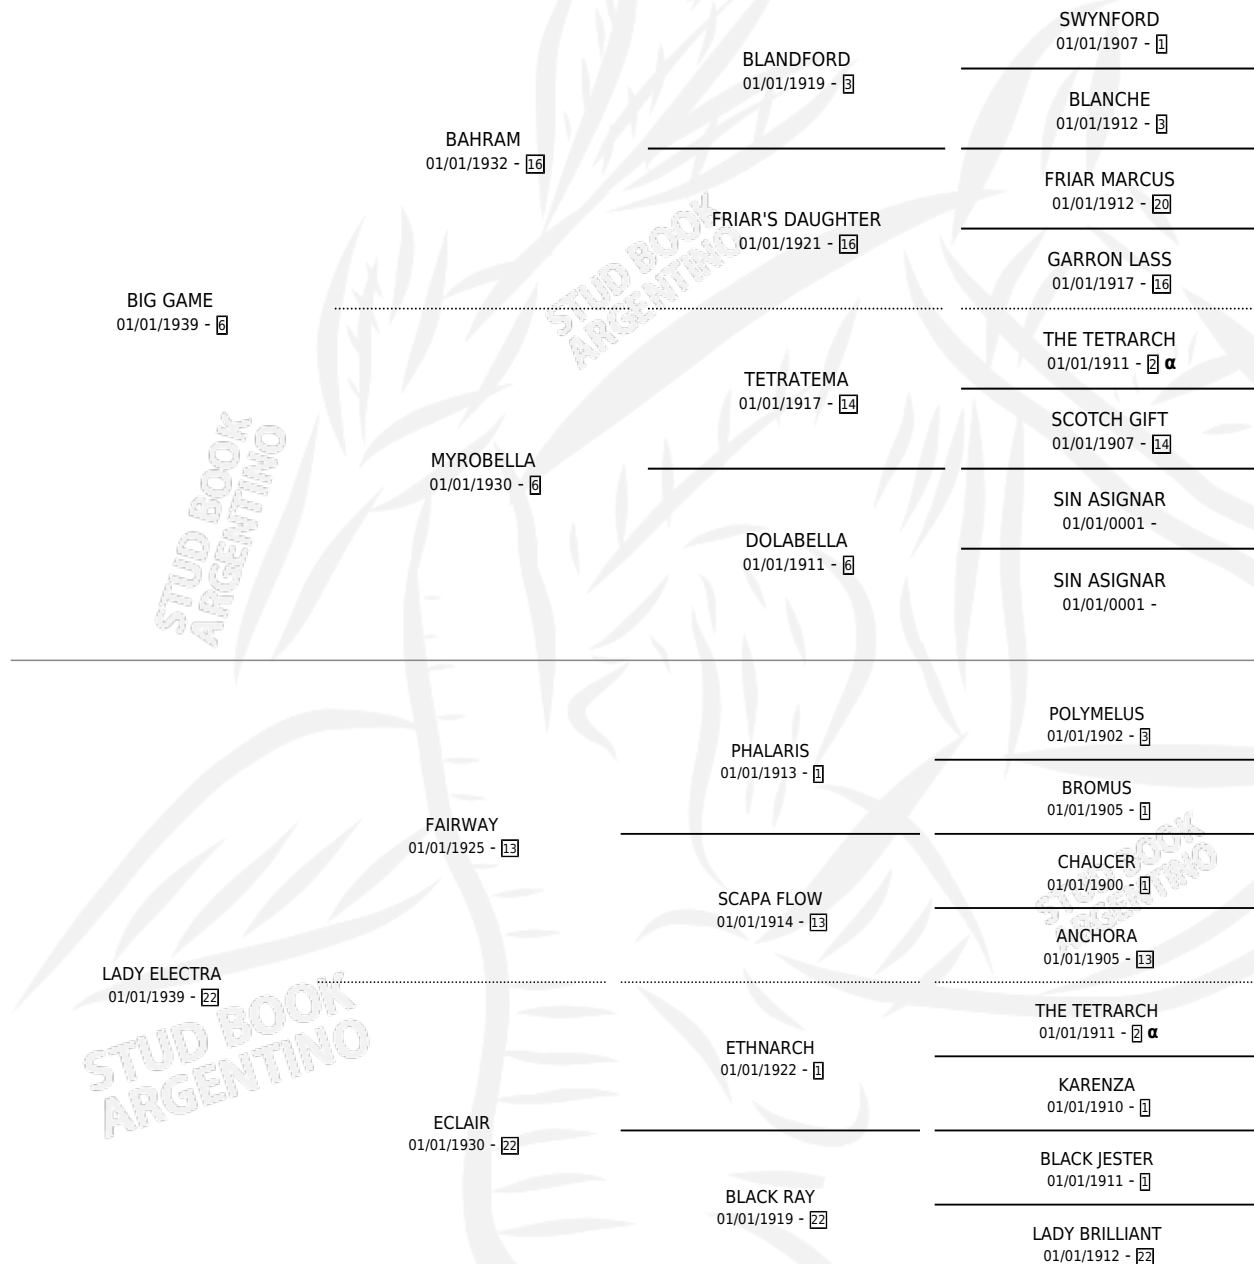 SWYNFORD
01/01/1907 - 1
BLANDFORD
01/01/1919 - 3
BLANCHE
01/01/1912 - 3
BAHRAM
01/01/1932 - 16
FRIAR MARCUS
01/01/1912 - 20
FRIAR'S DAUGHTER
01/01/1921 - 16
GARRON LASS
01/01/1917 - 16
BIG GAME
01/01/1939 - 6
THE TETRARCH
01/01/1911 - 2 α
TETRATEMA
01/01/1917 - 14
SCOTCH GIFT
01/01/1907 - 14
MYROBELLA
01/01/1930 - 6
SIN ASIGNAR
01/01/0001 -
DOLABELLA
01/01/1911 - 6
SIN ASIGNAR
01/01/0001 -
POLYMELUS
01/01/1902 - 3
PHALARIS
01/01/1913 - 1
BROMUS
01/01/1905 - 1
FAIRWAY
01/01/1925 - 13
CHAUCER
01/01/1900 - 1
SCAPA FLOW
01/01/1914 - 13
ANCHORA
01/01/1905 - 13
LADY ELECTRA
01/01/1939 - 22
THE TETRARCH
01/01/1911 - 2 α
ETHNARCH
01/01/1922 - 1
KARENZA
01/01/1910 - 1
ECLAIR
01/01/1930 - 22
BLACK JESTER
01/01/1911 - 1
BLACK RAY
01/01/1919 - 22
LADY BRILLIANT
01/01/1912 - 22
STUD BOOK
ARGENTINO
STUD BOOK
ARGENTINO
STUD BOOK
ARGENTINO
STUD BOOK
ARGENTINO